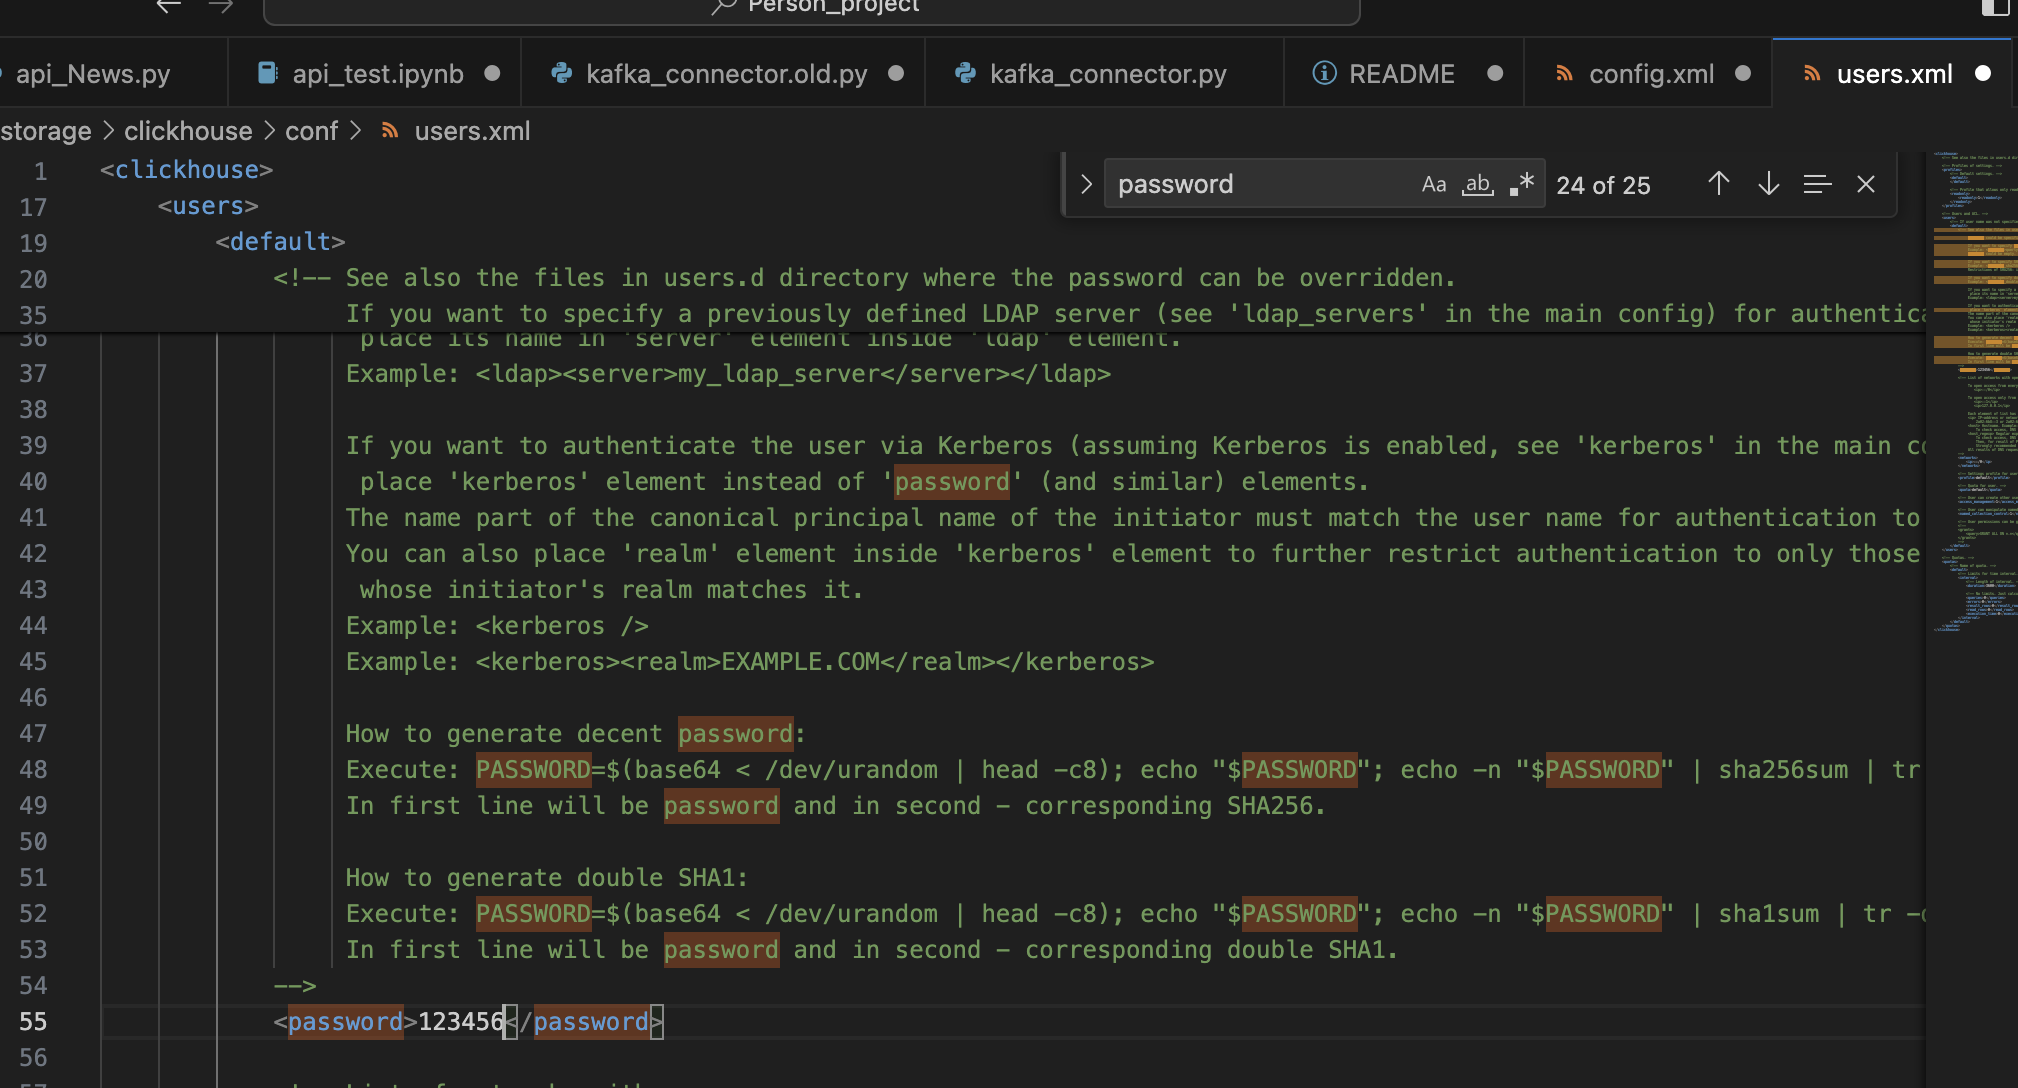 Person_project
api_News.py
api_test.ipynb
kafka_connector.old.py
kafka_connector.py
README
config.xml
users.xml
storage > clickhouse > conf > users.xml
password
Aa
ab
24 of 25
1 <clickhouse>
17 <users>
19 <default>
20 <!-- See also the files in users.d directory where the password can be overridden.
35 If you want to specify a previously defined LDAP server (see 'ldap_servers' in the main config) for authentica
36 place its name in 'server' element inside 'ldap' element.
37 Example: <ldap><server>my_ldap_server</server></ldap>
38
39 If you want to authenticate the user via Kerberos (assuming Kerberos is enabled, see 'kerberos' in the main co
40 place 'kerberos' element instead of 'password' (and similar) elements.
41 The name part of the canonical principal name of the initiator must match the user name for authentication to
42 You can also place 'realm' element inside 'kerberos' element to further restrict authentication to only those
43 whose initiator's realm matches it.
44 Example: <kerberos />
45 Example: <kerberos><realm>EXAMPLE.COM</realm></kerberos>
46
47 How to generate decent password:
48 Execute: PASSWORD=$(base64 < /dev/urandom | head -c8); echo "$PASSWORD"; echo -n "$PASSWORD" | sha256sum | tr
49 In first line will be password and in second - corresponding SHA256.
50
51 How to generate double SHA1:
52 Execute: PASSWORD=$(base64 < /dev/urandom | head -c8); echo "$PASSWORD"; echo -n "$PASSWORD" | sha1sum | tr -d
53 In first line will be password and in second - corresponding double SHA1.
54 -->
55 <password>123456</password>
56